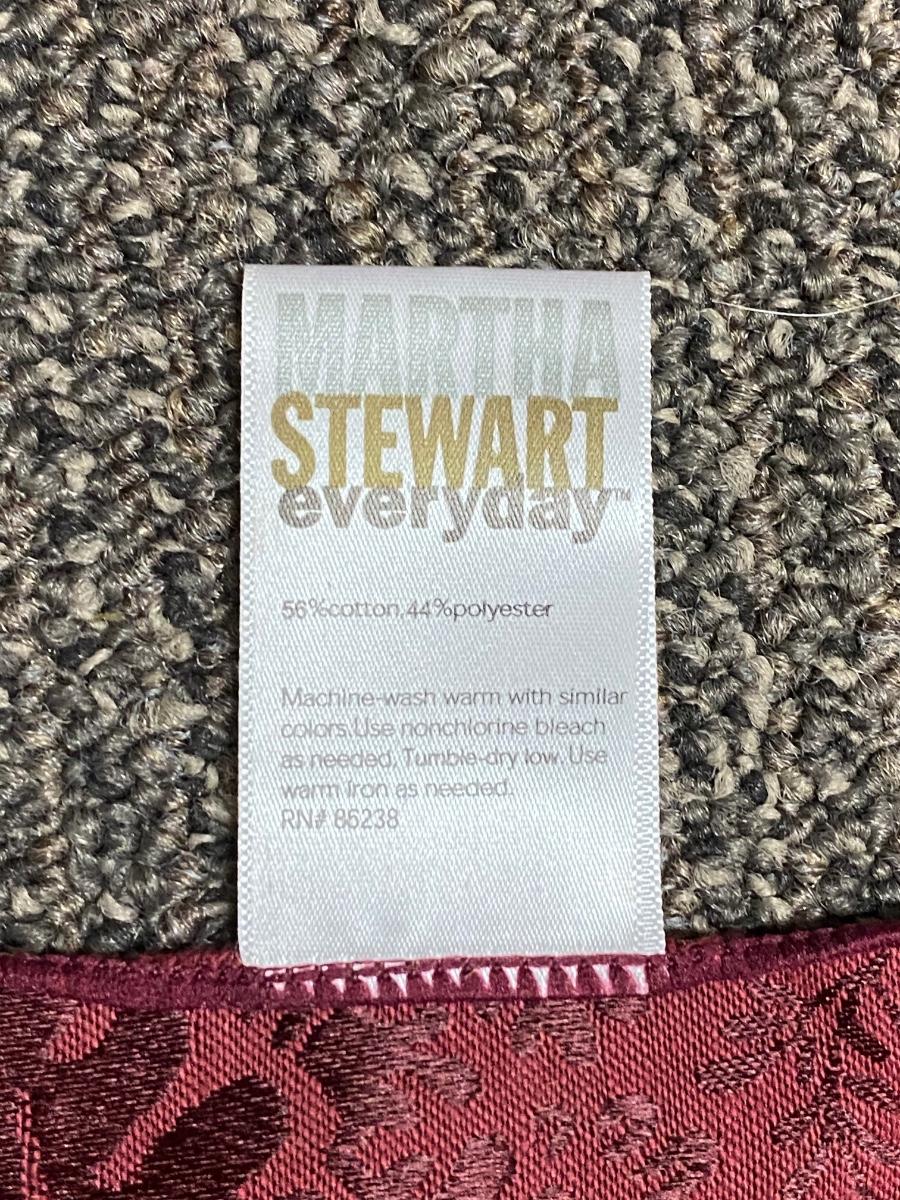 MARTHA
STEWART
everyday™
56%cotton,44%polyester
Machine-wash warm with similar
colors.Use nonchlorine bleach
as needed. Tumble-dry low. Use
warm iron as needed.
RN# 86238